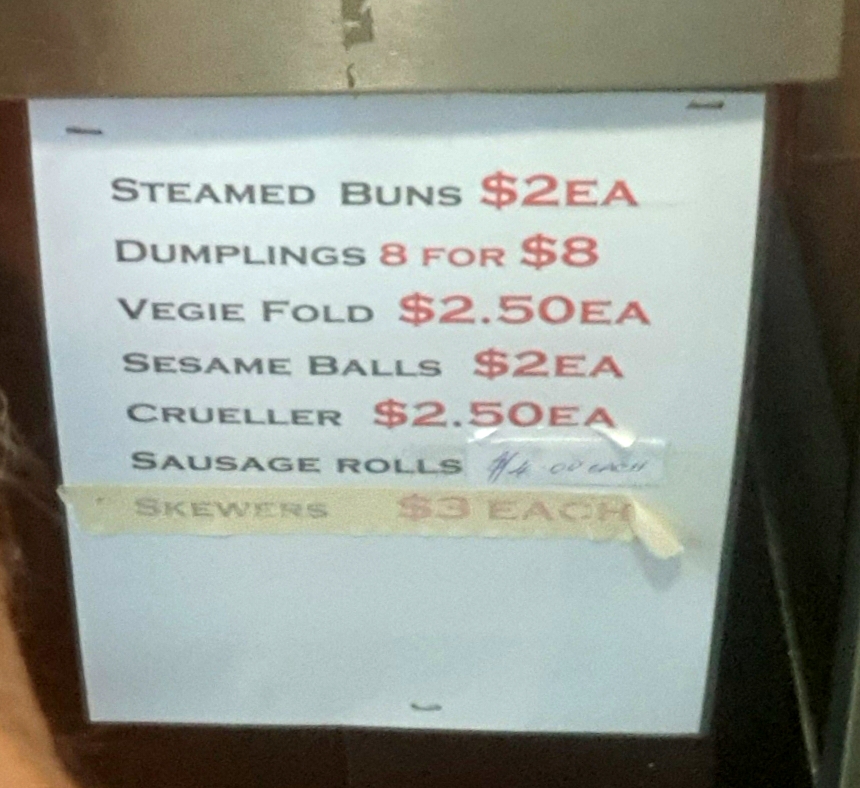 STEAMED BUNS $2EA
DUMPLINGS 8 FOR $8
VEGIE FOLD $2.50EA
SESAME BALLS $2EA
CRUELLER $2.50EA
SAUSAGE ROLLS $4.00 EACH
SKEWERS $3 EACH